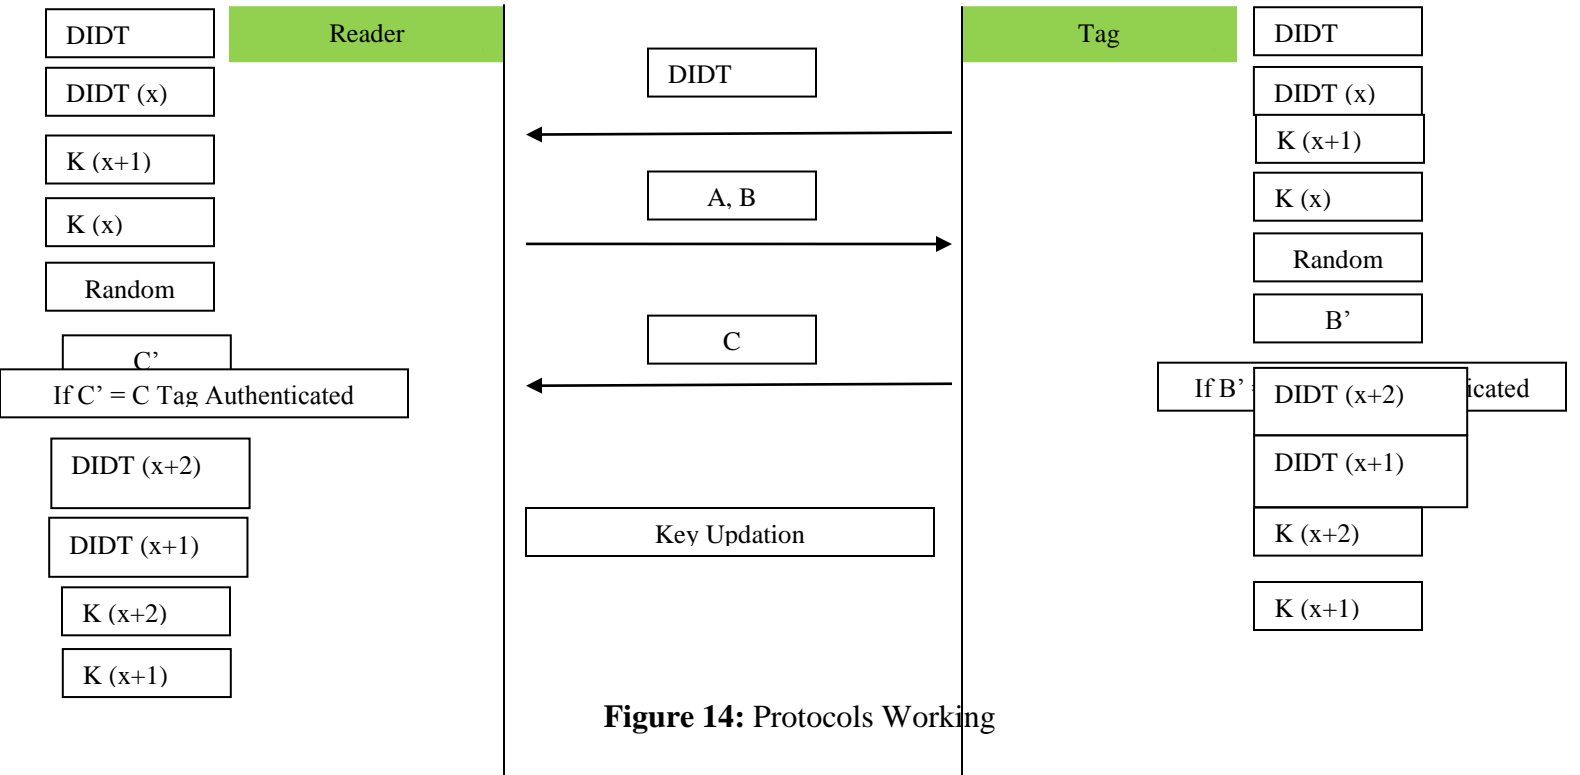 DIDT
Reader
Tag
DIDT
DIDT
DIDT (x)
DIDT (x)
K (x+1)
K (x+1)
A, B
K (x)
K (x)
Random
Random
B’
C
C’
If C’ = C Tag Authenticated
If B’ icated
DIDT (x+2)
DIDT (x+2)
DIDT (x+1)
Key Updation
K (x+2)
DIDT (x+1)
K (x+2)
K (x+1)
K (x+1)
Figure 14: Protocols Working